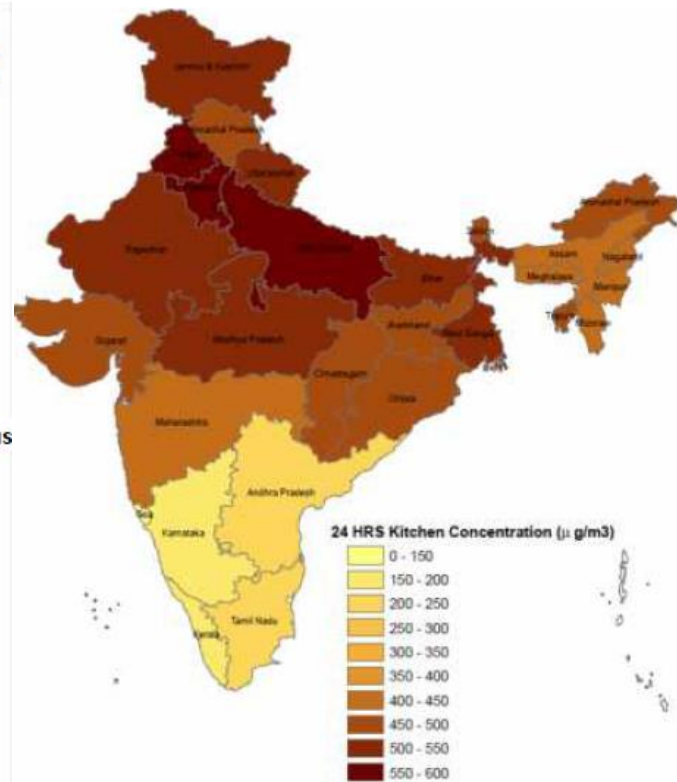 Jammu & Kashmir
Himachal Pradesh
Uttaranchal
Rajasthan
Bihar
Sikkim
Arunachal Pradesh
Assam
Nagaland
Meghalaya
Manipur
Tripura
Mizoram
Gujarat
Madhya Pradesh
Jharkhand
West Bengal
Chhattisgarh
Orissa
Maharashtra
Andhra Pradesh
Goa
Karnataka
Kerala
Tamil Nadu
24 HRS Kitchen Concentration (µ g/m3)
0 - 150
150 - 200
200 - 250
250 - 300
300 - 350
350 - 400
400 - 450
450 - 500
500 - 550
550 - 600